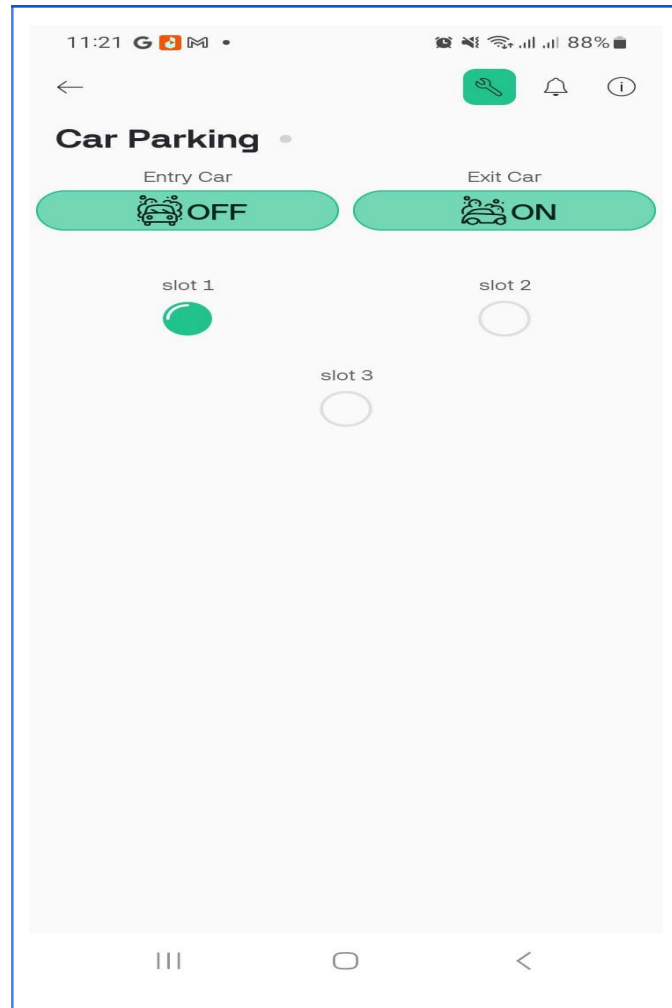 11:21 G 88%
Car Parking
Entry Car Exit Car
OFF ON
slot 1 slot 2
slot 3